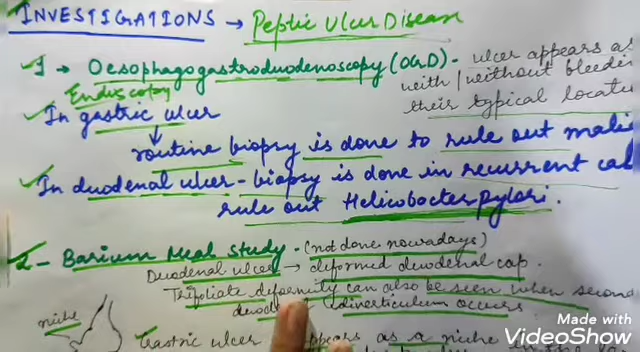 INVESTIGATIONS → Peptic Ulcer Disease
1 → Oesophagogastroduodenoscopy (OGD) - ulcer appears as
Endoscopy
with/without bleedi
their typical locati
In gastric ulcer
routine biopsy is done to rule out mali
In duodenal ulcer - biopsy is done in recurrent ca
rule out Helicobacter pylori.
2 - Barium Meal Study - (not done nowadays)
Duodenal ulcer → deformed duodenal cap.
Trifoliate deformity can also be seen when second
diverticulum occurs.
niche
Gastric ulcer appears as a niche
Made with
VideoShow